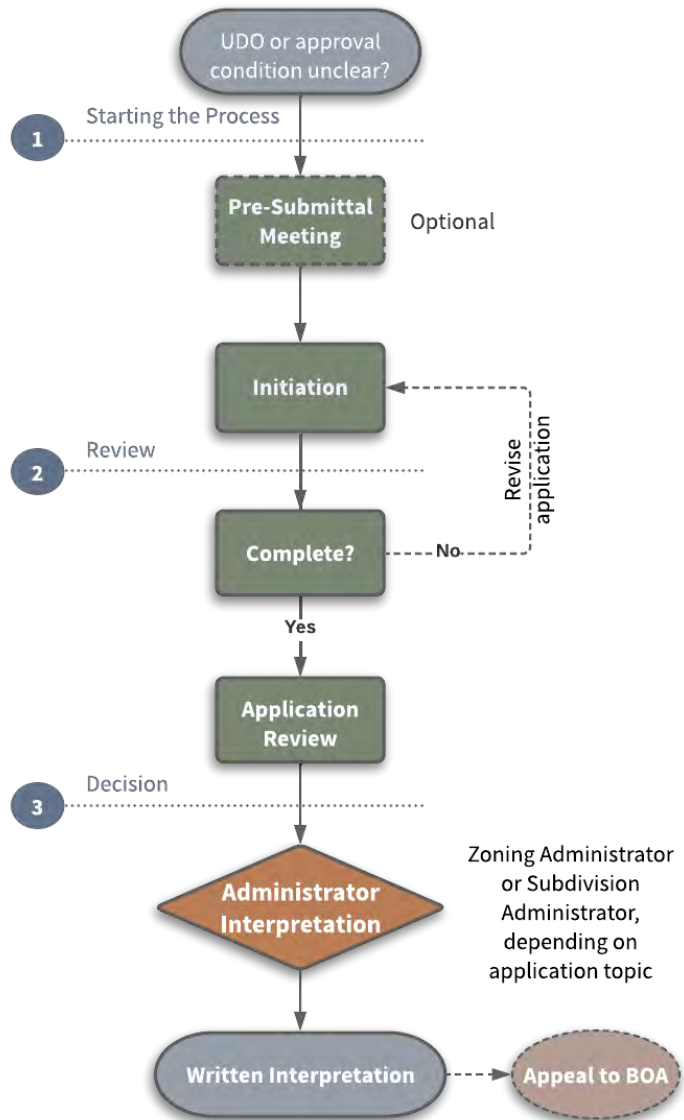 UDO or approval
condition unclear?
Starting the Process
1
Pre-Submittal
Meeting
Optional
Initiation
Revise
application
Review
2
Complete?
No
Yes
Application
Review
Decision
3
Administrator
Interpretation
Zoning Administrator
or Subdivision
Administrator,
depending on
application topic
Written Interpretation
Appeal to BOA